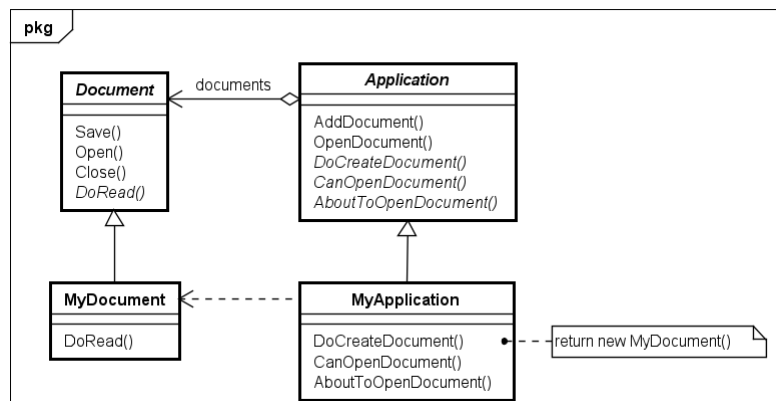 pkg
Document
Save()
Open()
Close()
DoRead()
documents
Application
AddDocument()
OpenDocument()
DoCreateDocument()
CanOpenDocument()
AboutToOpenDocument()
MyDocument
DoRead()
MyApplication
DoCreateDocument()
CanOpenDocument()
AboutToOpenDocument()
return new MyDocument()